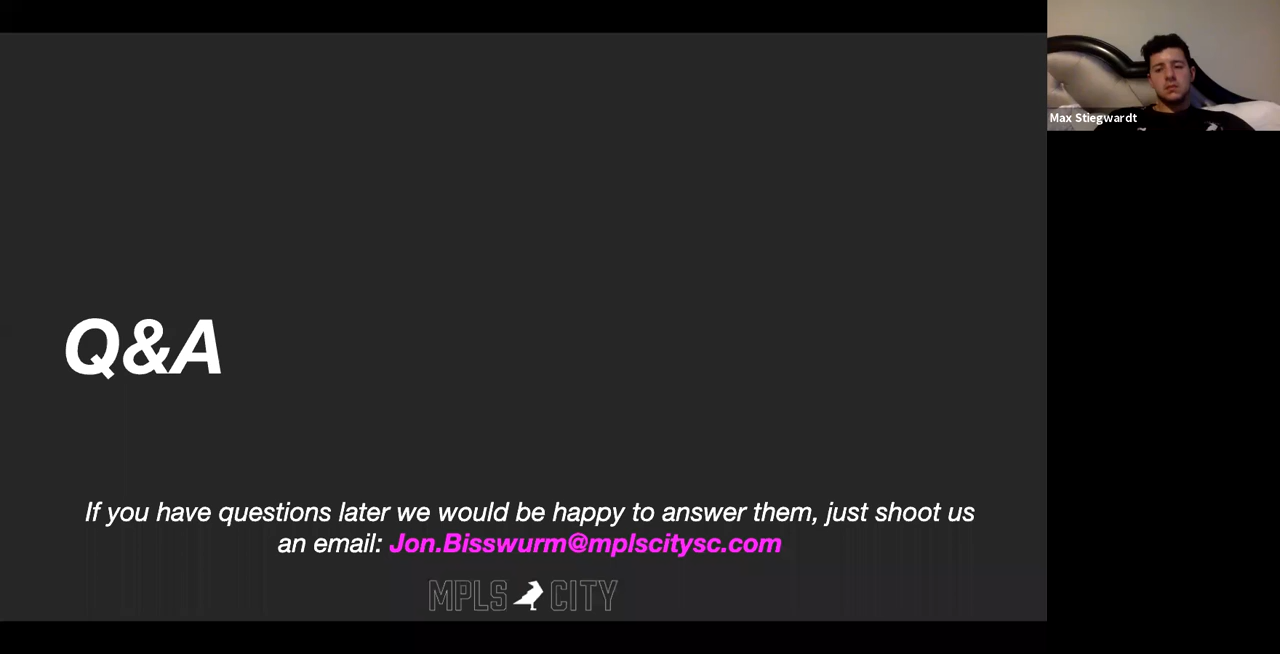 Max Stiegwardt
Q&A
If you have questions later we would be happy to answer them, just shoot us
an email: Jon.Bisswurm@mplscitysc.com
MPLS CITY